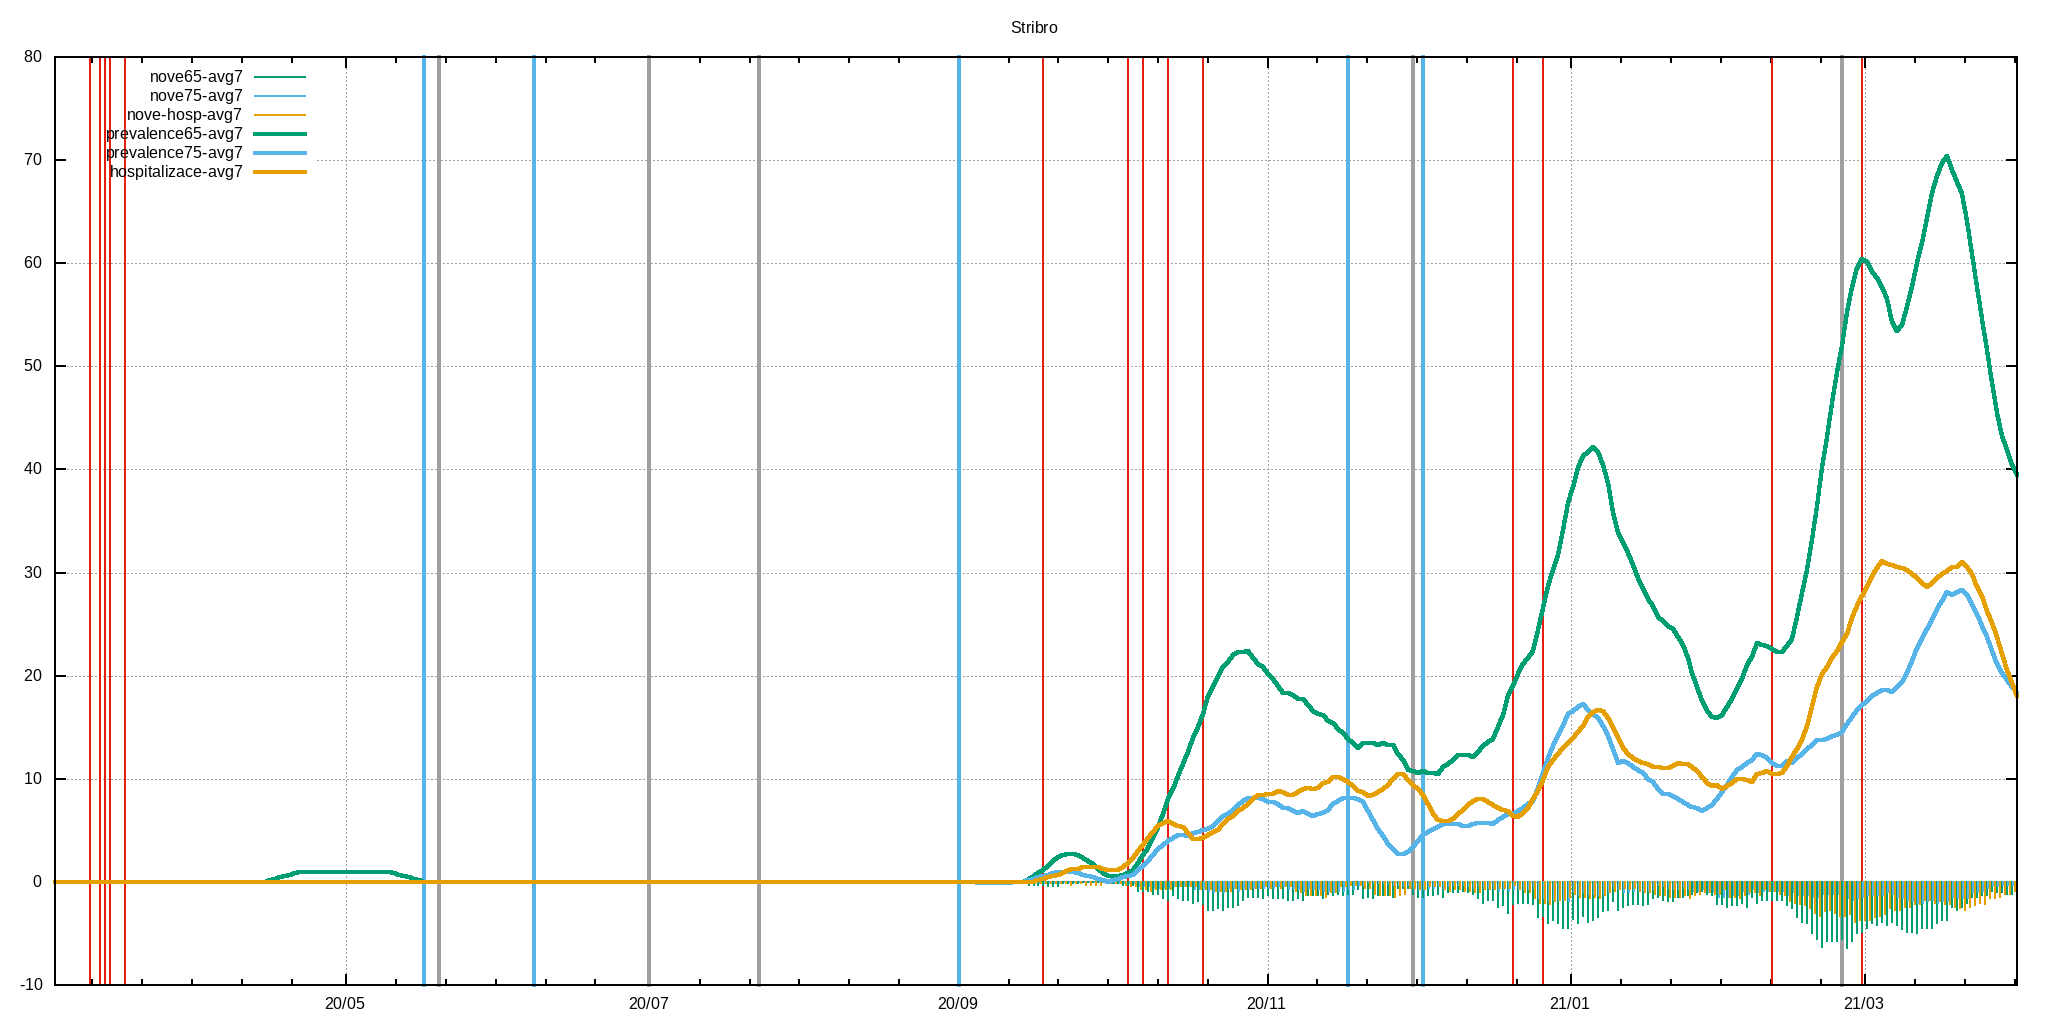 Stribro
80
nove65-avg7
nove75-avg7
nove-hosp-avg7
prevalence65-avg7
prevalence75-avg7
hospitalizace-avg7
70
60
50
40
30
20
10
0
-10
20/05 20/07 20/09 20/11 21/01 21/03